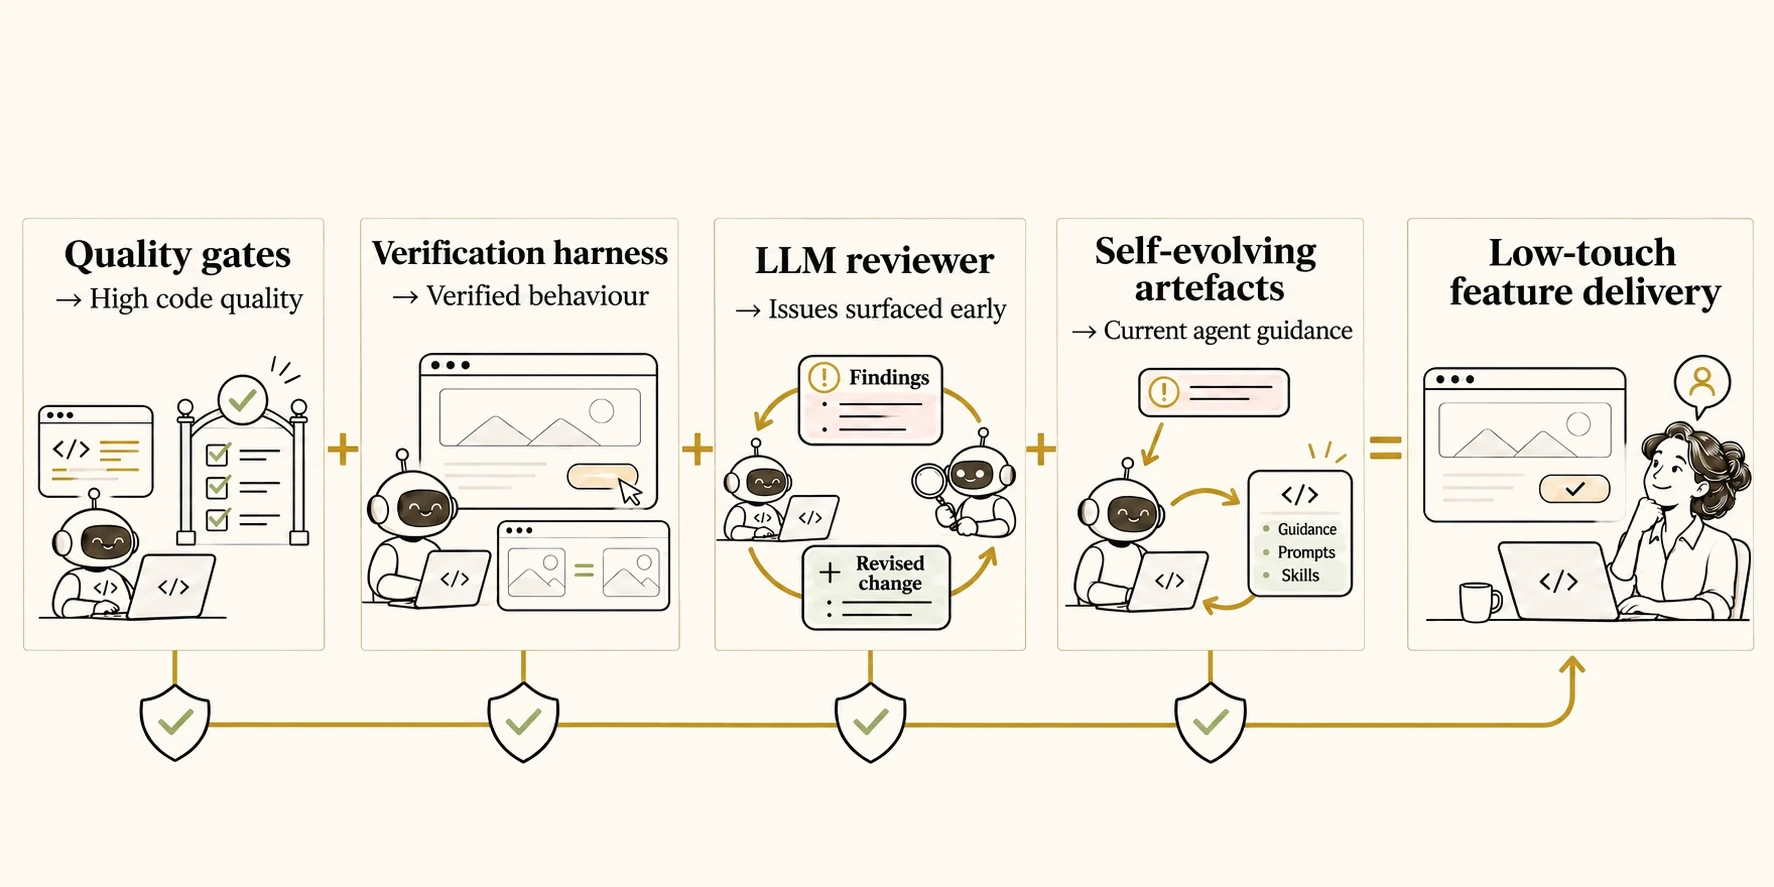 Quality gates
→ High code quality
</>
</>
</>
+
Verification harness
→ Verified behaviour
</>
=
+
LLM reviewer
→ Issues surfaced early
! Findings
</>
</>
+ Revised
change
+
Self-evolving
artefacts
→ Current agent guidance
!
</>
</>
• Guidance
• Prompts
• Skills
=
Low-touch
feature delivery
</>